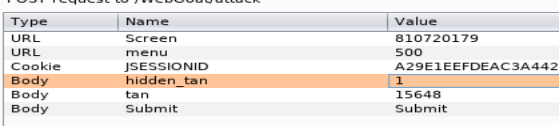 POST request to /WebGoat/attack
Type Name Value
URL Screen 810720179
URL menu 500
Cookie JSESSIONID A29E1EEFDEAC3A442
Body hidden_tan 1
Body tan 15648
Body Submit Submit